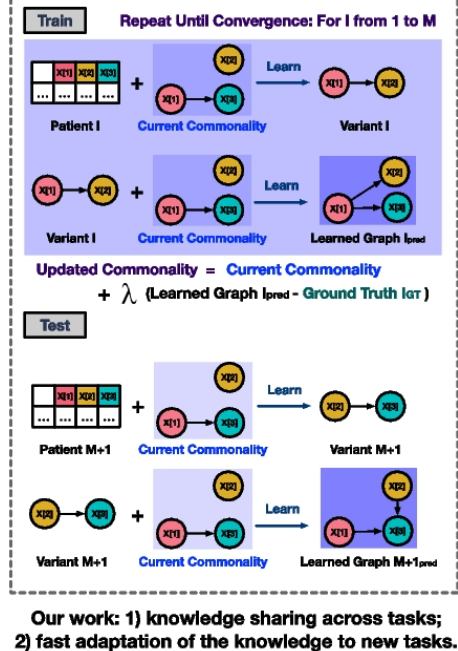 Train
Repeat Until Convergence: For I from 1 to M
X[1] X[2] X[3]
... ... ... ...
+
X[2]
X[1] X[3]
Learn
X[1] X[2]
Patient I
Current Commonality
Variant I
X[1] X[2]
+
X[2]
X[1] X[3]
Learn
X[2]
X[1] X[3]
Variant I
Current Commonality
Learned Graph Ipred
Updated Commonality = Current Commonality
+ λ (Learned Graph Ipred - Ground Truth IGT)
Test
X[1] X[2] X[3]
... ... ... ...
+
X[2]
X[1] X[3]
Learn
X[2] X[3]
Patient M+1
Current Commonality
Variant M+1
X[2] X[3]
+
X[2]
X[1] X[3]
Learn
X[2]
X[1] X[3]
Variant M+1
Current Commonality
Learned Graph M+1pred
Our work: 1) knowledge sharing across tasks;
2) fast adaptation of the knowledge to new tasks.